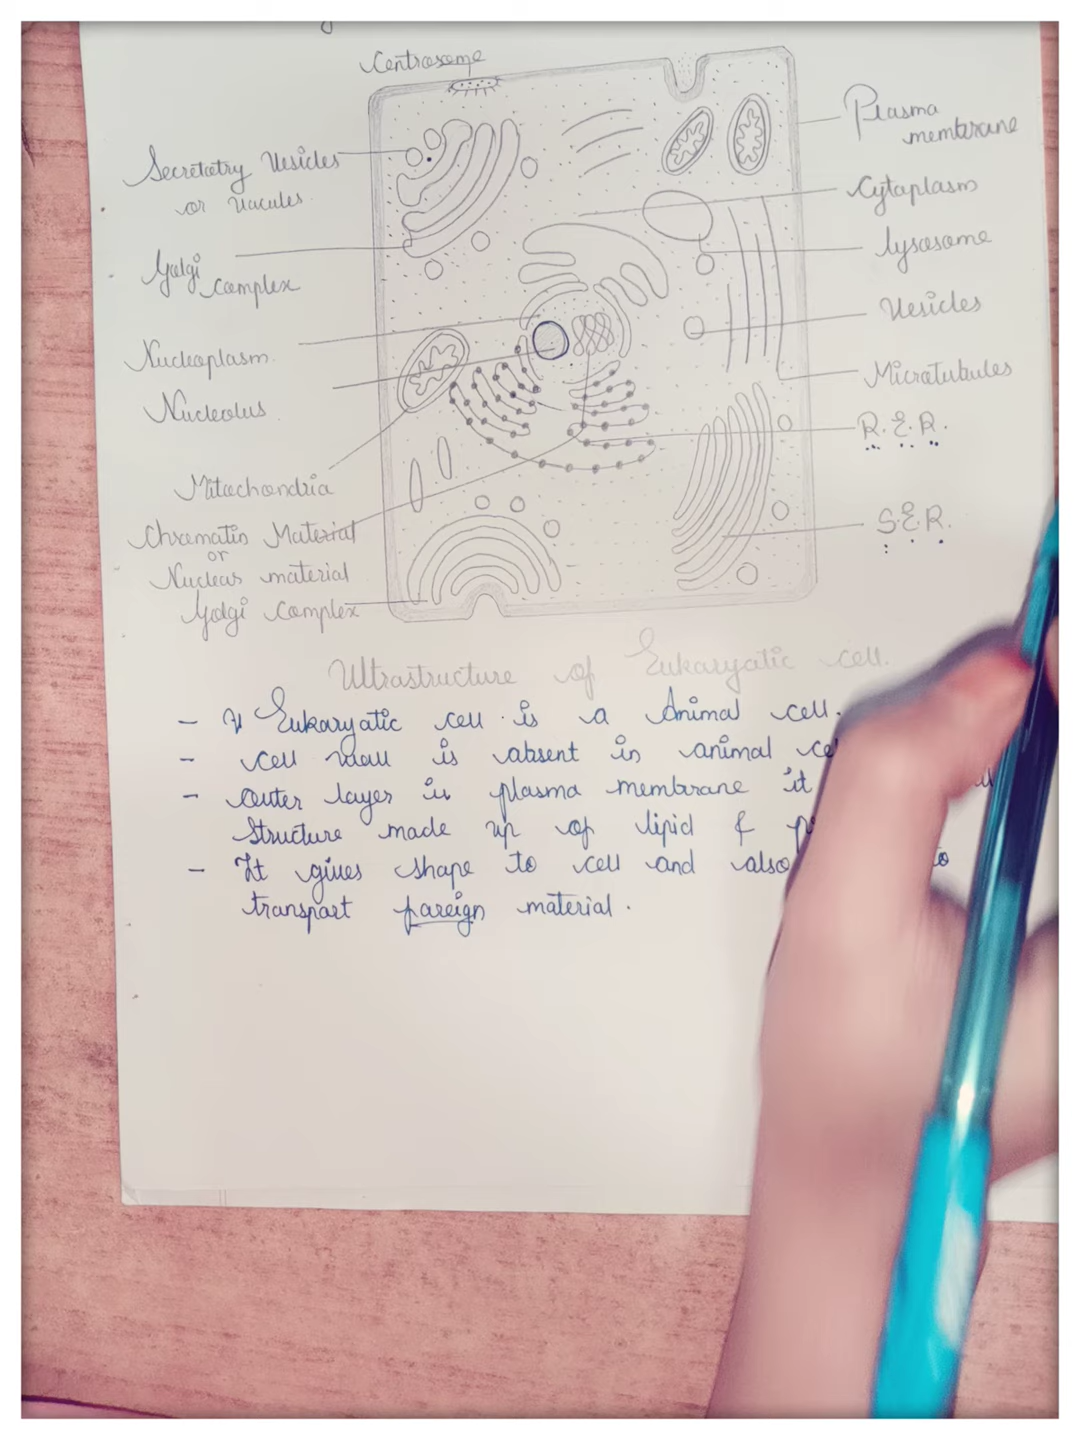 Centrosome
Plasma
membrane
Secretatry Vesicles
or Vacules
Cytoplasm
Lysosome
Golgi
complex
Vesicles
Nucleoplasm
Microtubules
Nucleolus
R.E.R.
Mitochondria
S.E.R.
Chromatin Material
or
Nucleas material
Golgi complex
Ultrastructure of Eukaryotic cell.
- Eukaryotic cell is a Animal cell.
- cell wall is absent in animal
- outer layer is plasma membrane it
structure made up of lipid &
- It gives shape to cell and also to
transport foreign material.